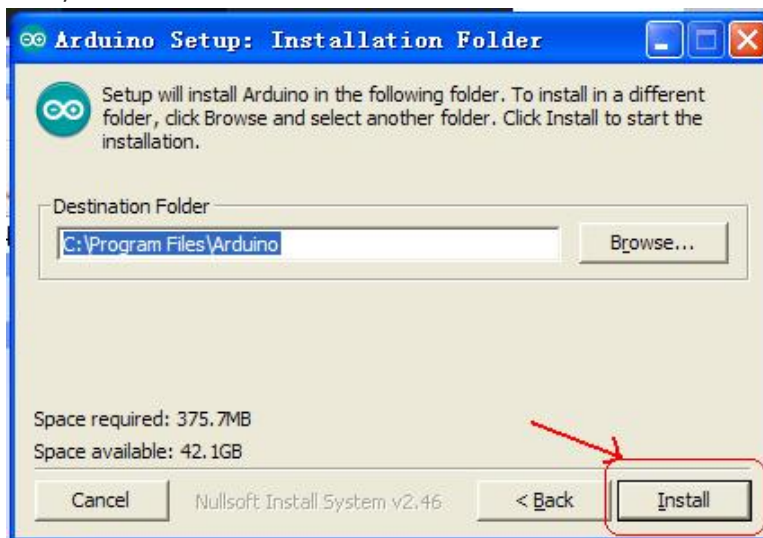 Arduino Setup: Installation Folder
Setup will install Arduino in the following folder. To install in a different
folder, click Browse and select another folder. Click Install to start the
installation.
Destination Folder
C:\Program Files\Arduino
Browse...
Space required: 375.7MB
Space available: 42.1GB
Cancel
Nullsoft Install System v2.46
< Back
Install